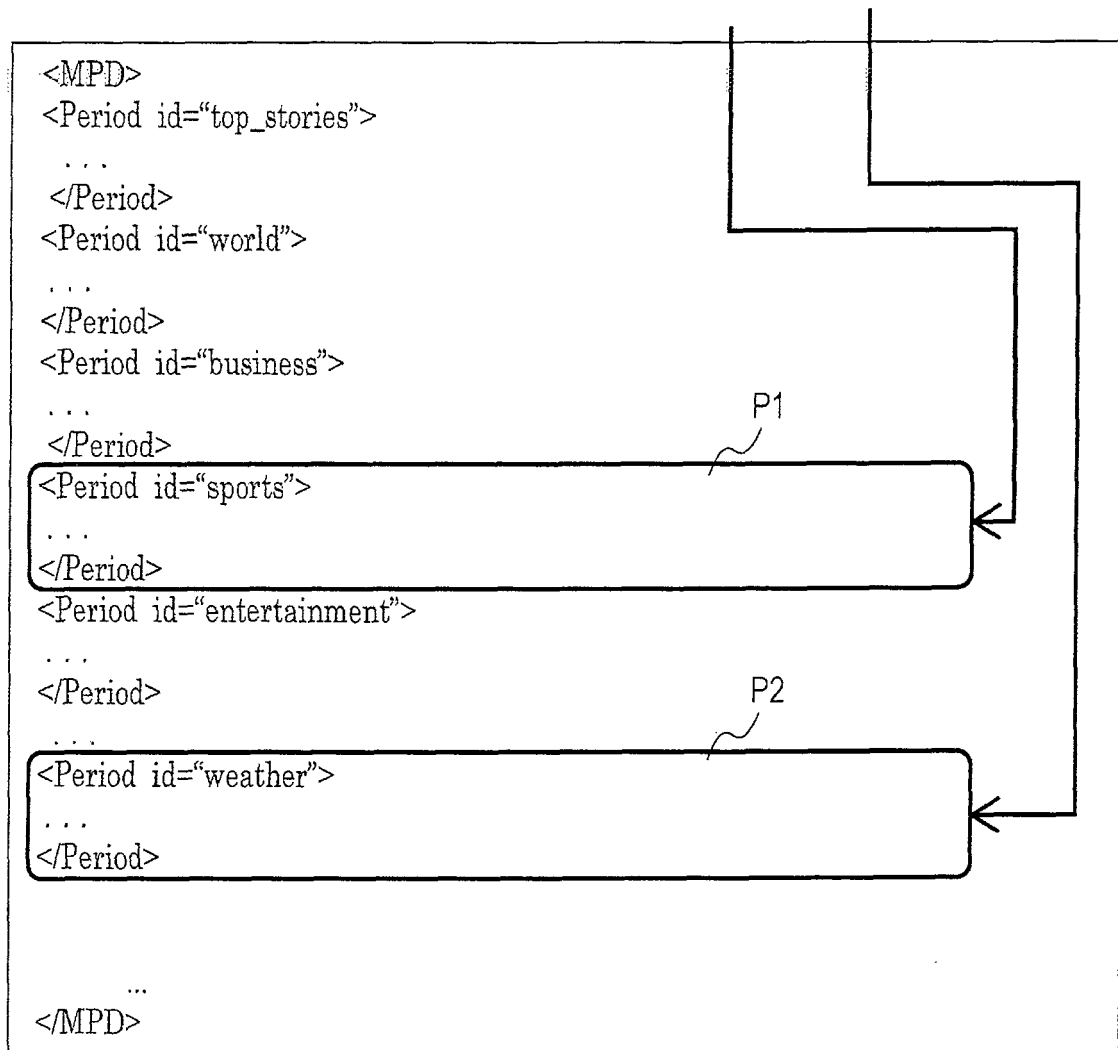 <MPD>
<Period id=“top_stories”>
. . .
</Period>
<Period id=“world”>
. . .
</Period>
<Period id=“business”>
. . .
</Period>
P1
<Period id=“sports”>
. . .
</Period>
<Period id=“entertainment”>
. . .
</Period>
. . .
P2
<Period id=“weather”>
. . .
</Period>
...
</MPD>